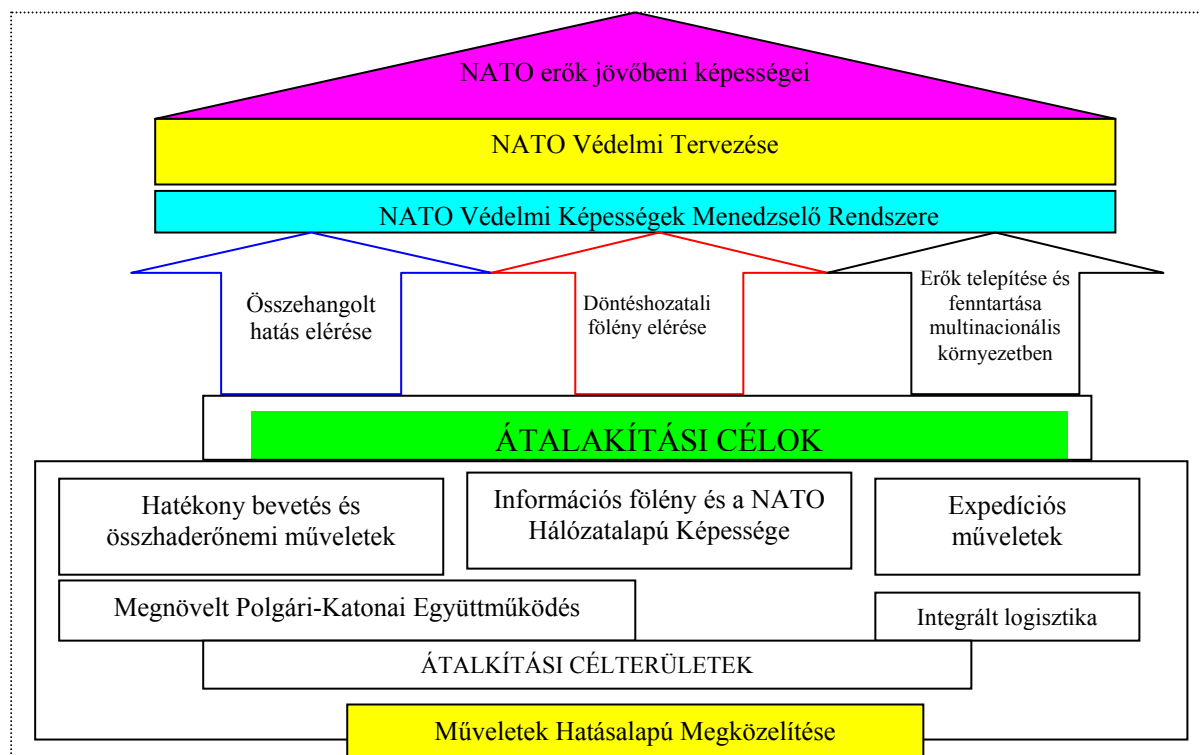 NATO erők jövőbeni képességei
NATO Védelmi Tervezése
NATO Védelmi Képességek Menedzselő Rendszere
Összehangolt
hatás elérése
Döntéshozatali
fölény elérése
Erők telepítése és
fenntartása
multinacionális
környezetben
ÁTALAKÍTÁSI CÉLOK
Hatékony bevetés és
összhaderőnemi műveletek
Információs fölény és a NATO
Hálózatalapú Képessége
Expedíciós
műveletek
Megnövelt Polgári-Katonai Együttműködés
Integrált logisztika
ÁTALKÍTÁSI CÉLTERÜLETEK
Műveletek Hatásalapú Megközelítése